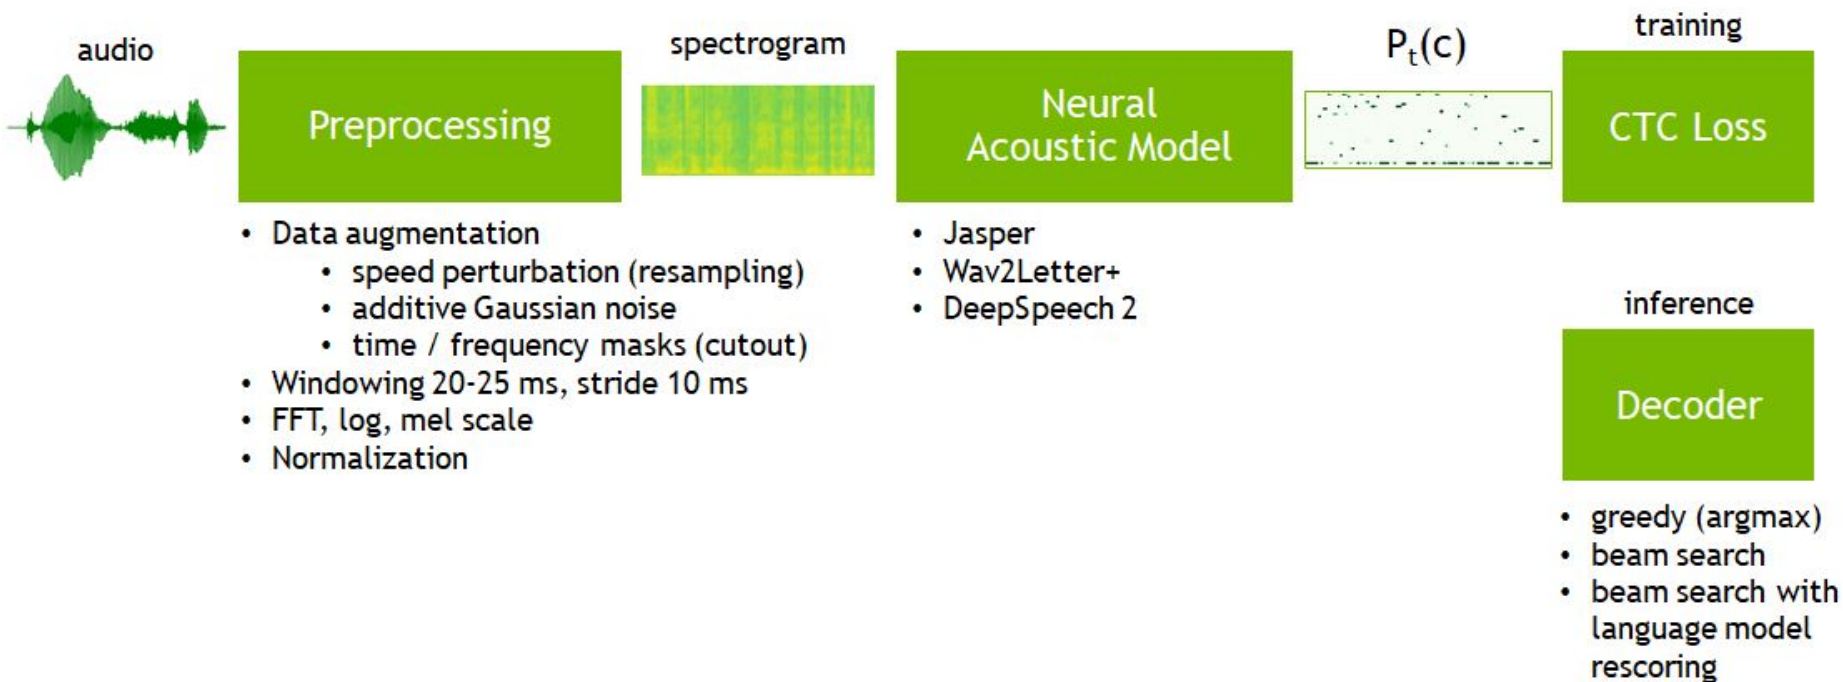 audio
Preprocessing
• Data augmentation
• speed perturbation (resampling)
• additive Gaussian noise
• time / frequency masks (cutout)
• Windowing 20-25 ms, stride 10 ms
• FFT, log, mel scale
• Normalization
spectrogram
Neural
Acoustic Model
• Jasper
• Wav2Letter+
• DeepSpeech 2
Pt(c)
training
CTC Loss
inference
Decoder
• greedy (argmax)
• beam search
• beam search with
language model
rescoring